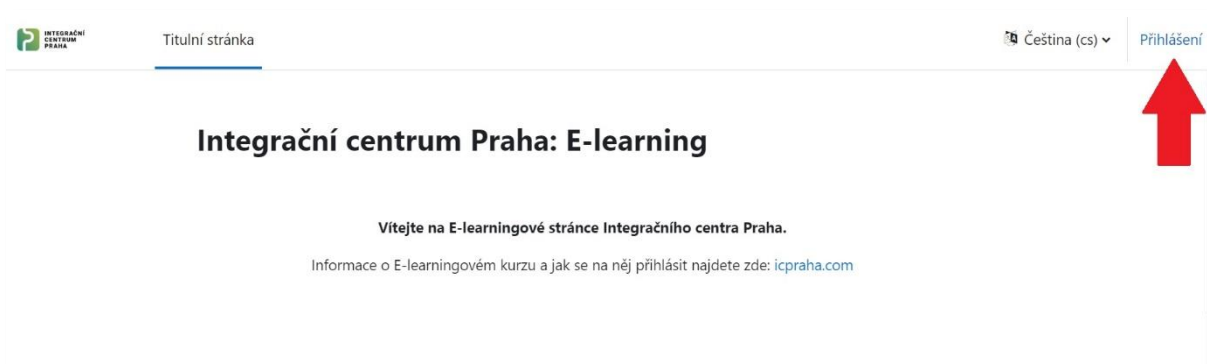 INTEGRAČNÍ
CENTRUM
PRAHA
Titulní stránka
Čeština (cs)
Přihlášení
Integrační centrum Praha: E-learning
Vítejte na E-learningové stránce Integračního centra Praha.
Informace o E-learningovém kurzu a jak se na něj přihlásit najdete zde: icpraha.com